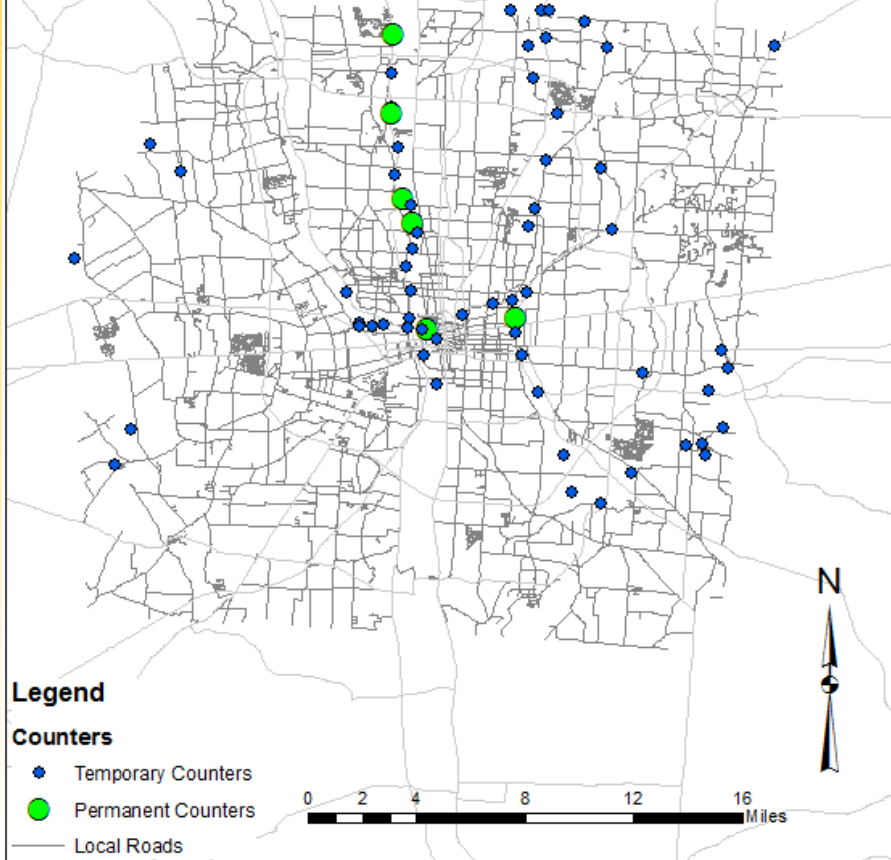 N
Legend
Counters
Temporary Counters
Permanent Counters
Local Roads
0 2 4 8 12 16
Miles